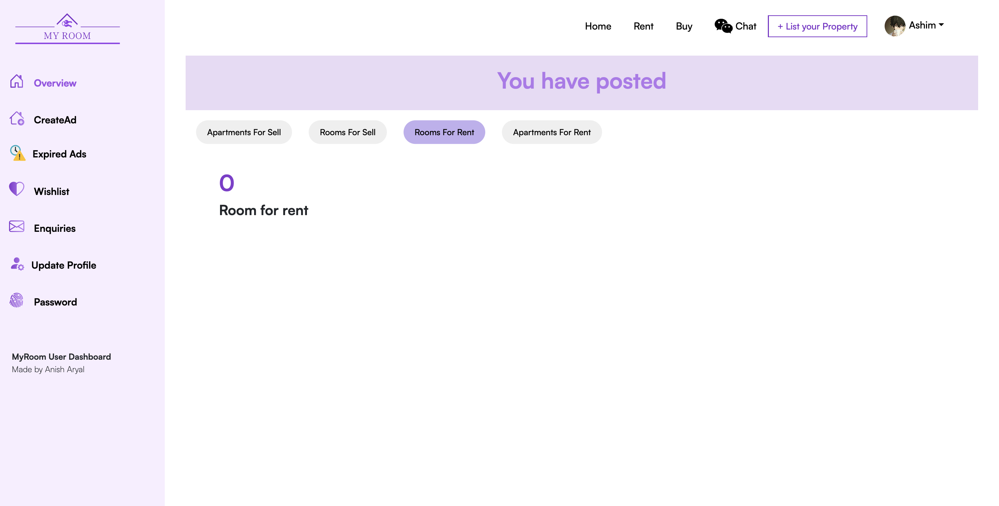 MY ROOM
Home Rent Buy Chat + List your Property Ashim
Overview
CreateAd
Expired Ads
Wishlist
Enquiries
Update Profile
Password
MyRoom User Dashboard
Made by Anish Aryal
You have posted
Apartments For Sell Rooms For Sell Rooms For Rent Apartments For Rent
0
Room for rent